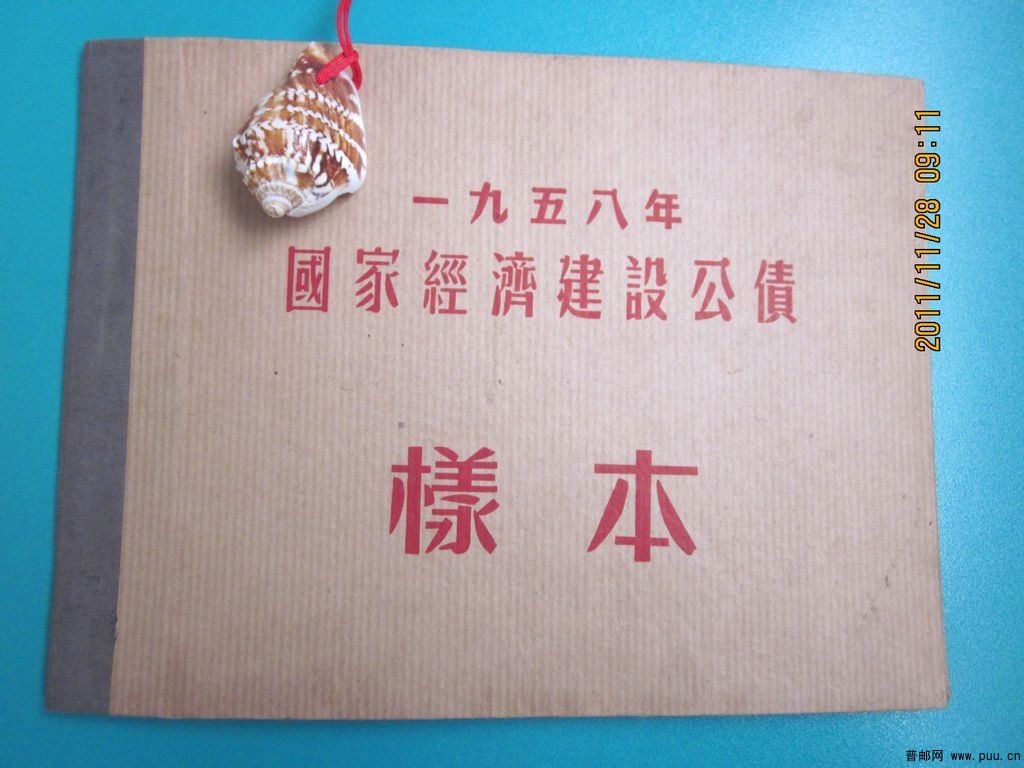 一九五八年
國家經濟建設公債
樣本
2011/11/28 09:11
普邮网 www.puu.cn